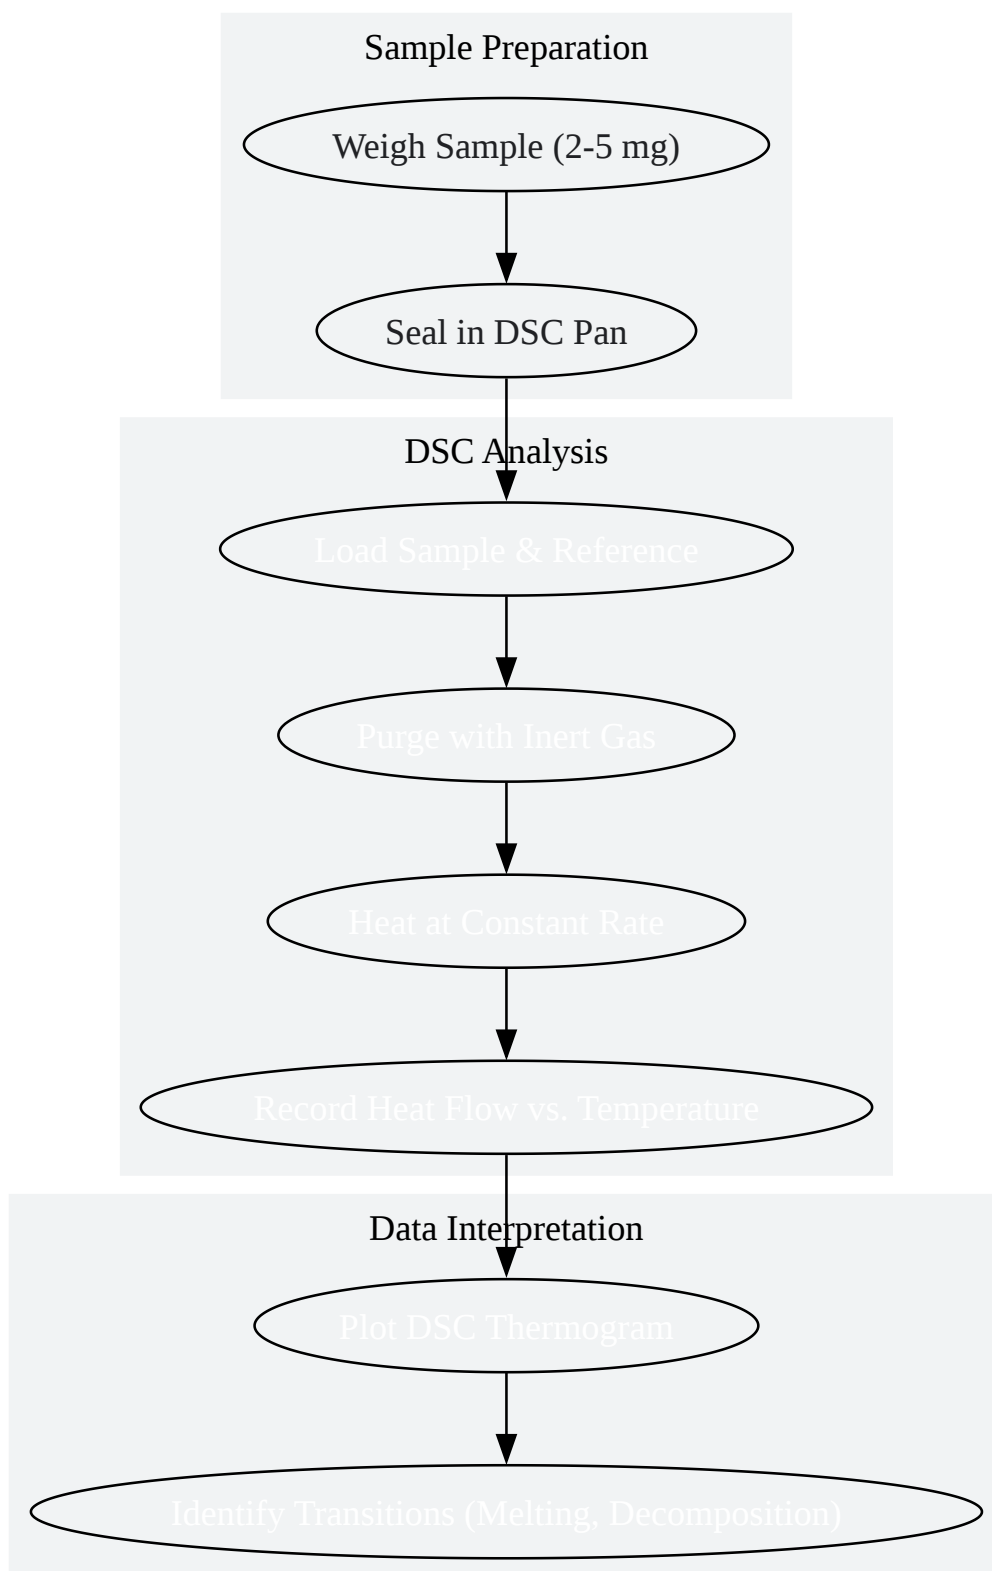 Sample Preparation
Weigh Sample (2-5 mg)
Seal in DSC Pan
DSC Analysis
Load Sample & Reference
Purge with Inert Gas
Heat at Constant Rate
Record Heat Flow vs. Temperature
Data Interpretation
Plot DSC Thermogram
Identify Transitions (Melting, Decomposition)